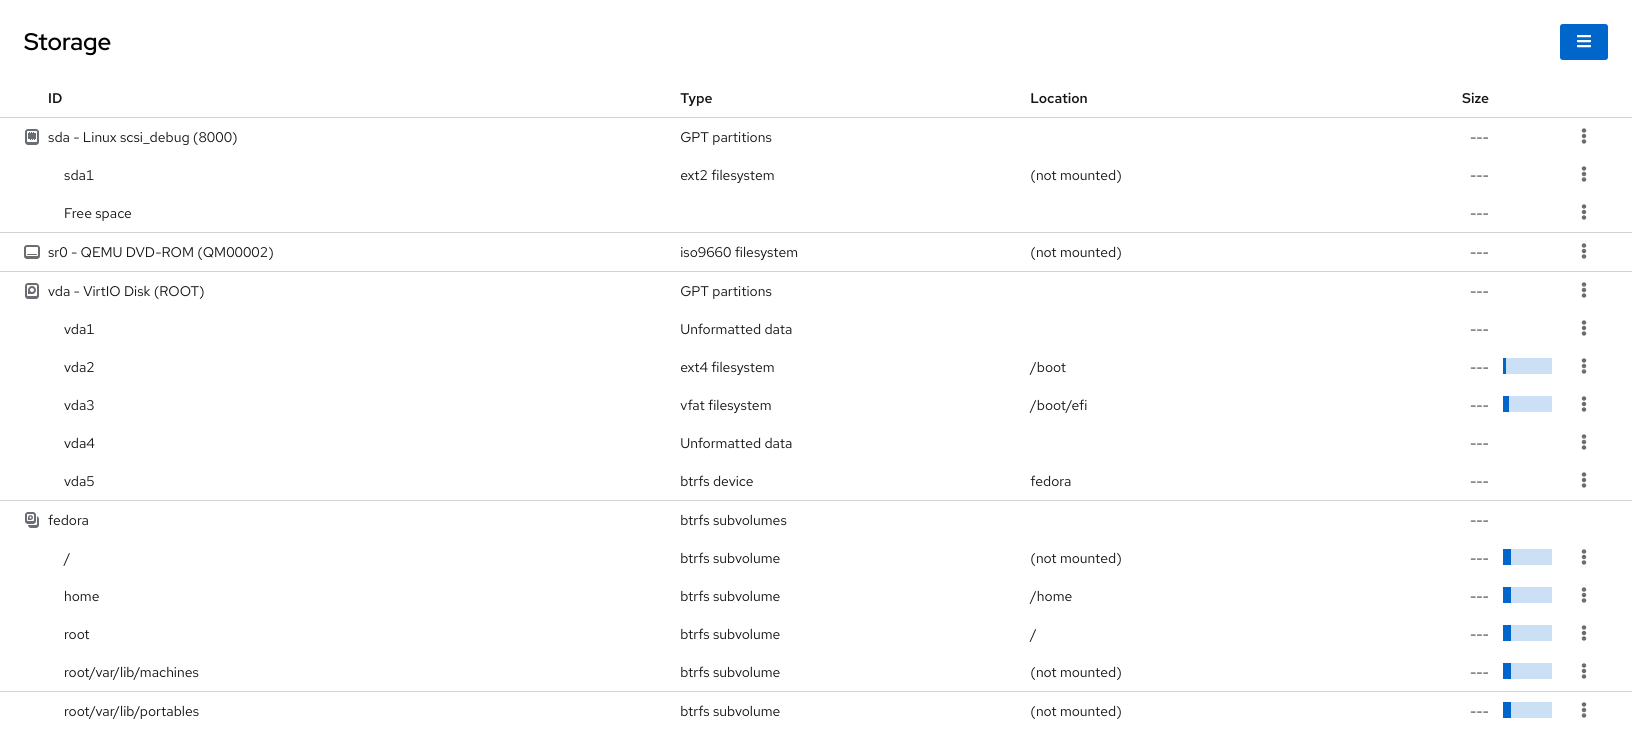 Storage
ID Type Location Size
sda - Linux scsi_debug (8000) GPT partitions ---
sda1 ext2 filesystem (not mounted) ---
Free space ---
sr0 - QEMU DVD-ROM (QM00002) iso9660 filesystem (not mounted) ---
vda - VirtIO Disk (ROOT) GPT partitions ---
vda1 Unformatted data ---
vda2 ext4 filesystem /boot ---
vda3 vfat filesystem /boot/efi ---
vda4 Unformatted data ---
vda5 btrfs device fedora ---
fedora btrfs subvolumes ---
/ btrfs subvolume (not mounted) ---
home btrfs subvolume /home ---
root btrfs subvolume / ---
root/var/lib/machines btrfs subvolume (not mounted) ---
root/var/lib/portables btrfs subvolume (not mounted) ---